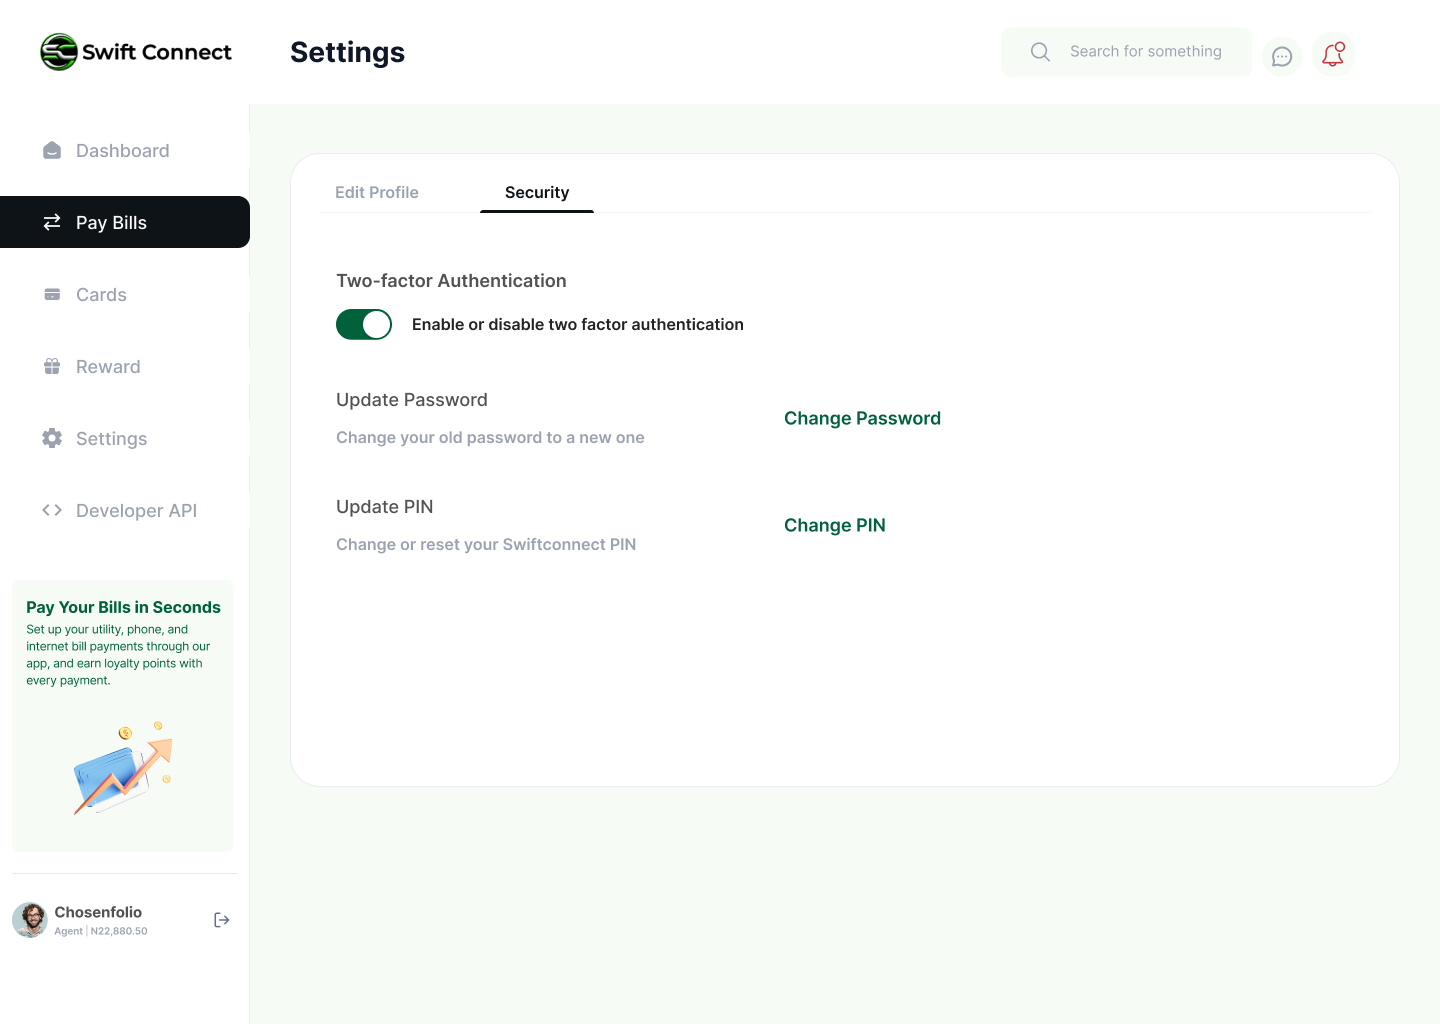 Swift Connect
Settings
Search for something
Dashboard
Pay Bills
Cards
Reward
Settings
Developer API
Pay Your Bills in Seconds
Set up your utility, phone, and
internet bill payments through our
app, and earn loyalty points with
every payment.
Chosenfolio
Agent | N22,880.50
Edit Profile
Security
Two-factor Authentication
Enable or disable two factor authentication
Update Password
Change your old password to a new one
Change Password
Update PIN
Change or reset your Swiftconnect PIN
Change PIN